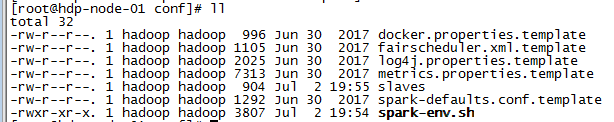 [root@hdp-node-01 conf]# ll
total 32
-rw-r--r--. 1 hadoop hadoop  996 Jun 30  2017 docker.properties.template
-rw-r--r--. 1 hadoop hadoop 1105 Jun 30  2017 fairscheduler.xml.template
-rw-r--r--. 1 hadoop hadoop 2025 Jun 30  2017 log4j.properties.template
-rw-r--r--. 1 hadoop hadoop 7313 Jun 30  2017 metrics.properties.template
-rw-r--r--. 1 hadoop hadoop  904 Jul  2 19:55 slaves
-rw-r--r--. 1 hadoop hadoop 1292 Jun 30  2017 spark-defaults.conf.template
-rwxr-xr-x. 1 hadoop hadoop 3807 Jul  2 19:54 spark-env.sh